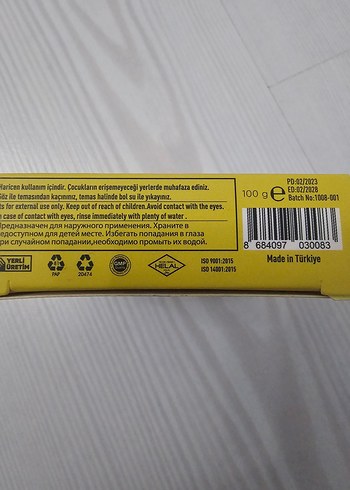 Haricen kullanım içindir. Çocukların erişemeyeceği yerlerde muhafaza ediniz.
Göz ile temasından kaçınınız, temas halinde bol su ile yıkayınız.
is for external use only. Keep out of reach of children.Avoid contact with the eyes.
n case of contact with eyes, rinse immediately with plenty of water .
Предназначен для наружного применения. Храните в
недоступном для детей месте. Избегать попадания в глаза
При случайном попадании,необходимо промыть их водой.
100 g e
PD:02/2023
ED:02/2028
Batch No:1008-001
8 684097 030083
Made in Türkiye
YERLİ
ÜRETİM
PAP
20474
GMP
HELAL
ISO 9001:2015
ISO 14001:2015